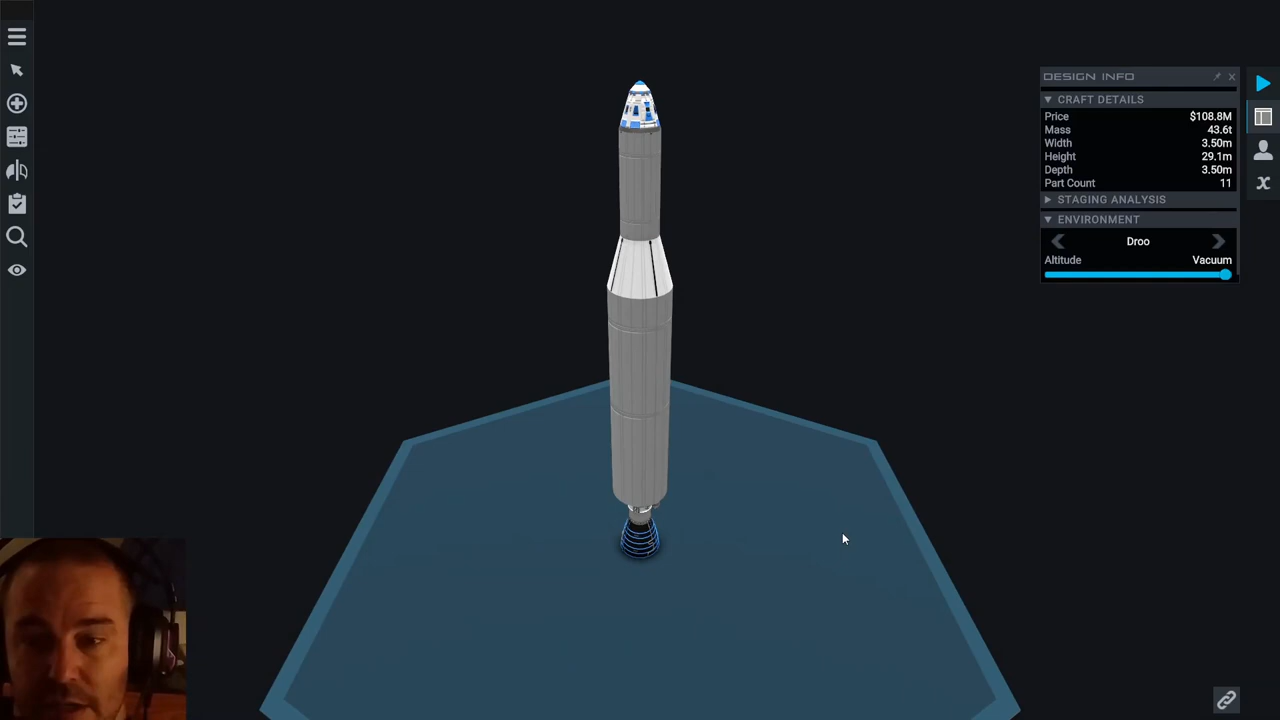 DESIGN INFO
CRAFT DETAILS
Price $108.8M
Mass 43.6t
Width 3.50m
Height 29.1m
Depth 3.50m
Part Count 11
STAGING ANALYSIS
ENVIRONMENT
Droo
Altitude Vacuum